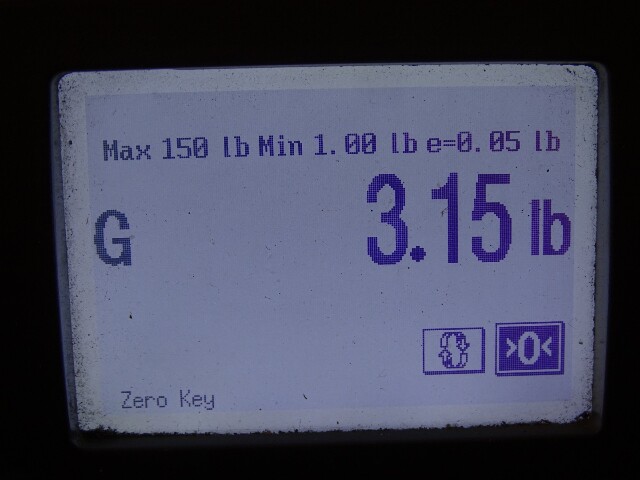 Max 150 lb Min 1.00 lb e=0.05 lb
G 3.15 lb
>0<
Zero Key